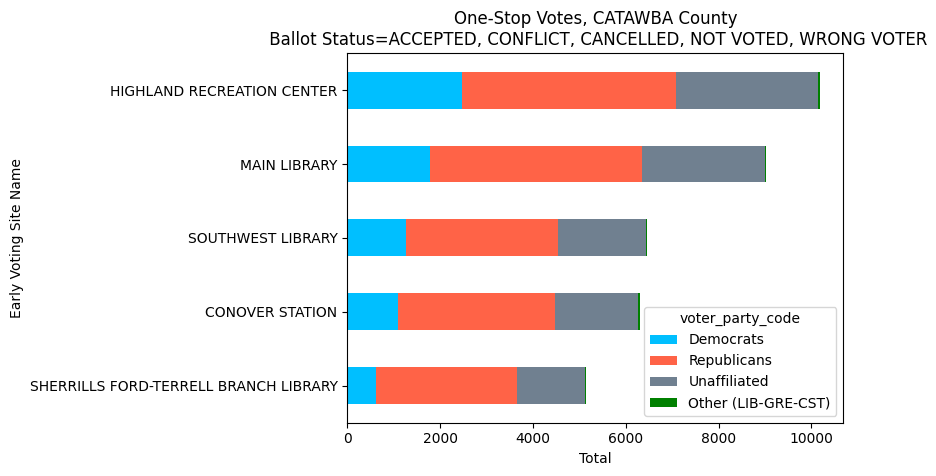 One-Stop Votes, CATAWBA County
Ballot Status=ACCEPTED, CONFLICT, CANCELLED, NOT VOTED, WRONG VOTER
Early Voting Site Name
HIGHLAND RECREATION CENTER
MAIN LIBRARY
SOUTHWEST LIBRARY
CONOVER STATION
SHERRILLS FORD-TERRELL BRANCH LIBRARY
voter_party_code
Democrats
Republicans
Unaffiliated
Other (LIB-GRE-CST)
0 2000 4000 6000 8000 10000
Total